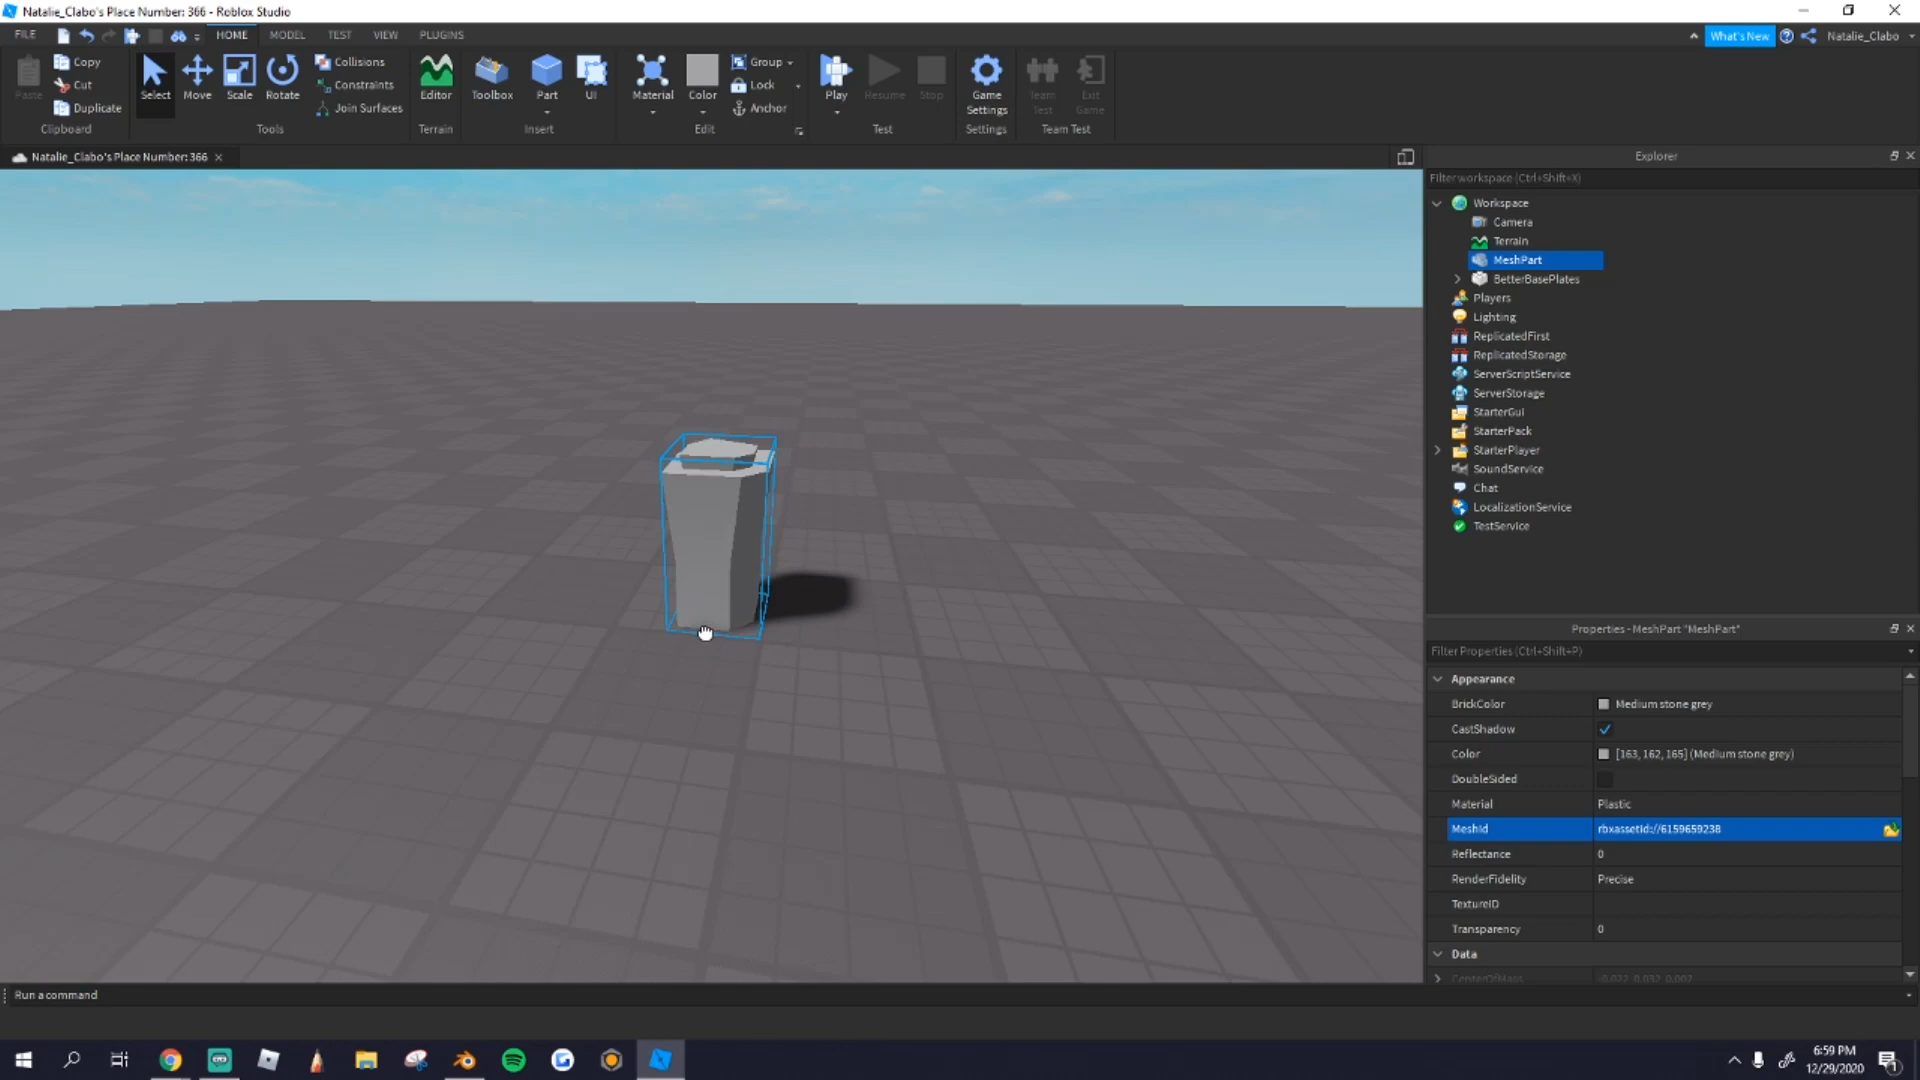 Natalie_Clabo's Place Number: 366 - Roblox Studio
FILE HOME MODEL TEST VIEW PLUGINS What's New Natalie_Clabo
Paste Copy Cut Duplicate Clipboard
Select Move Scale Rotate Collisions Constraints Join Surfaces Tools
Editor Terrain
Toolbox Part UI Insert
Material Color Group Lock Anchor Edit
Play Resume Stop Test
Game Settings Settings
Team Test Exit Game Team Test
Natalie_Clabo's Place Number: 366
Explorer
Filter workspace (Ctrl+Shift+X)
Workspace
Camera
Terrain
MeshPart
BetterBasePlates
Players
Lighting
ReplicatedFirst
ReplicatedStorage
ServerScriptService
ServerStorage
StarterGui
StarterPack
StarterPlayer
SoundService
Chat
LocalizationService
TestService
Properties - MeshPart "MeshPart"
Filter Properties (Ctrl+Shift+P)
Appearance
BrickColor Medium stone grey
CastShadow
Color [163, 162, 165] (Medium stone grey)
DoubleSided
Material Plastic
MeshId rbxassetid://6159659238
Reflectance 0
RenderFidelity Precise
TextureID
Transparency 0
Data
CenterOfMass
Run a command
6:59 PM
12/29/2020